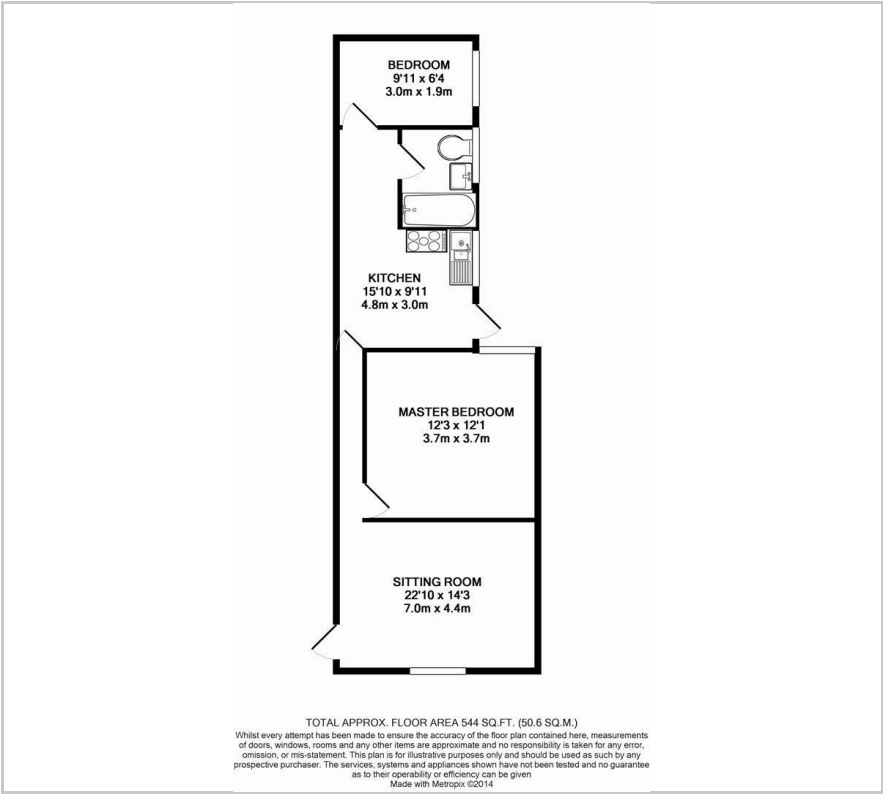 BEDROOM
9'11 x 6'4
3.0m x 1.9m
KITCHEN
15'10 x 9'11
4.8m x 3.0m
MASTER BEDROOM
12'3 x 12'1
3.7m x 3.7m
SITTING ROOM
22'10 x 14'3
7.0m x 4.4m
TOTAL APPROX. FLOOR AREA 544 SQ.FT. (50.6 SQ.M.)
Whilst every attempt has been made to ensure the accuracy of the floor plan contained here, measurements
of doors, windows, rooms and any other items are approximate and no responsibility is taken for any error,
omission, or mis-statement. This plan is for illustrative purposes only and should be used as such by any
prospective purchaser. The services, systems and appliances shown have not been tested and no guarantee
as to their operability or efficiency can be given
Made with Metropix ©2014